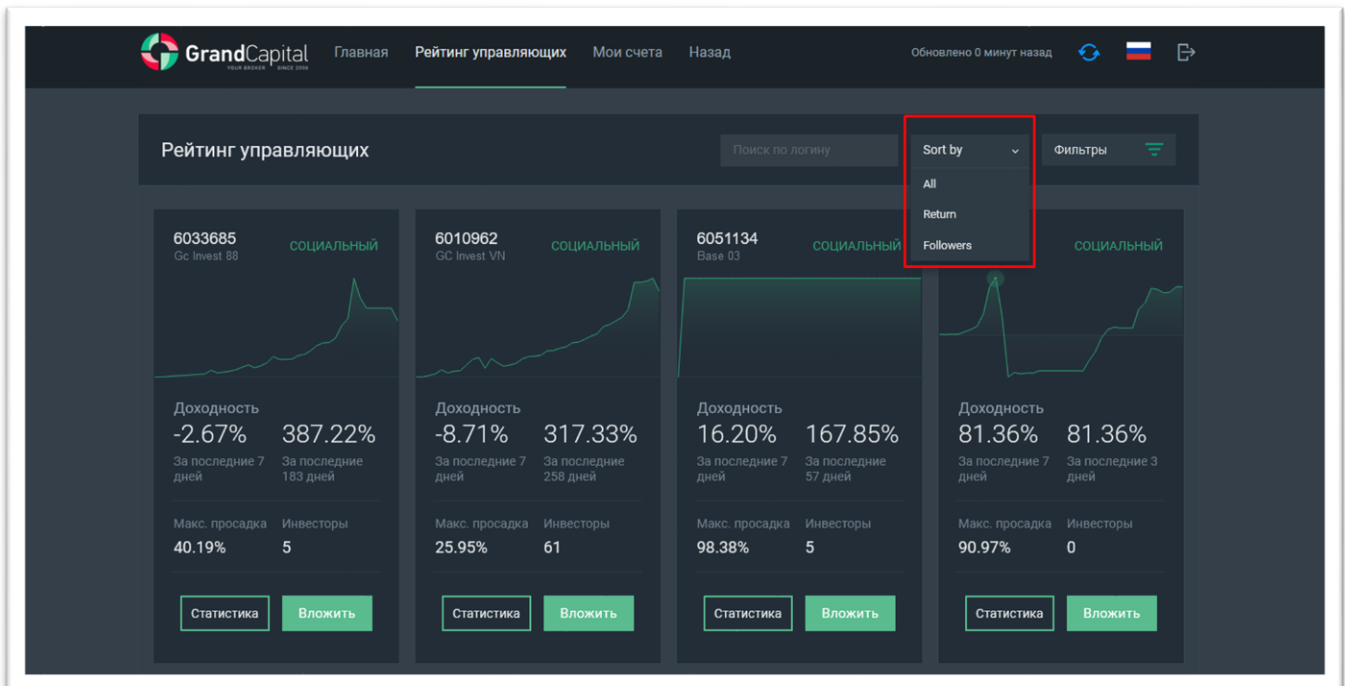 GrandCapital
YOUR BROKER SINCE 2006
Главная
Рейтинг управляющих
Мои счета
Назад
Обновлено 0 минут назад
Рейтинг управляющих
Поиск по логину
Sort by
Фильтры
All
Return
Followers
6033685
Gc Invest 88
СОЦИАЛЬНЫЙ
Доходность
-2.67%
387.22%
За последние 7
дней
За последние
183 дней
Макс. просадка
Инвесторы
40.19%
5
Статистика
Вложить
6010962
GC Invest VN
СОЦИАЛЬНЫЙ
Доходность
-8.71%
317.33%
За последние 7
дней
За последние
258 дней
Макс. просадка
Инвесторы
25.95%
61
Статистика
Вложить
6051134
Base 03
СОЦИАЛЬНЫЙ
Доходность
16.20%
167.85%
За последние 7
дней
За последние
57 дней
Макс. просадка
Инвесторы
98.38%
5
Статистика
Вложить
СОЦИАЛЬНЫЙ
Доходность
81.36%
81.36%
За последние 7
дней
За последние 3
дней
Макс. просадка
Инвесторы
90.97%
0
Статистика
Вложить